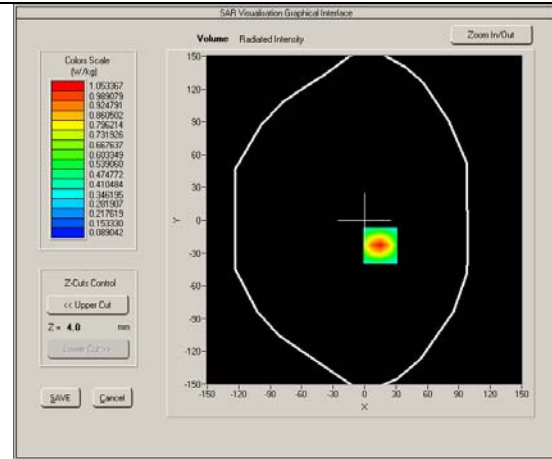 SAR Visualisation Graphical Interface
Volume Radiated Intensity
Zoom In/Out
Colors Scale
(W/kg)
1.053367
0.989079
0.924791
0.860502
0.796214
0.731926
0.667637
0.603349
0.539060
0.474772
0.410484
0.346195
0.281907
0.217619
0.153330
0.089042
Z-Cuts Control
<< Upper Cut
Z = 4.0 mm
Lower Cut >>
SAVE Cancel
150
120
90
60
30
0
-30
-60
-90
-120
-150
Y
-150 -120 -90 -60 -30 0 30 60 90 120 150
X